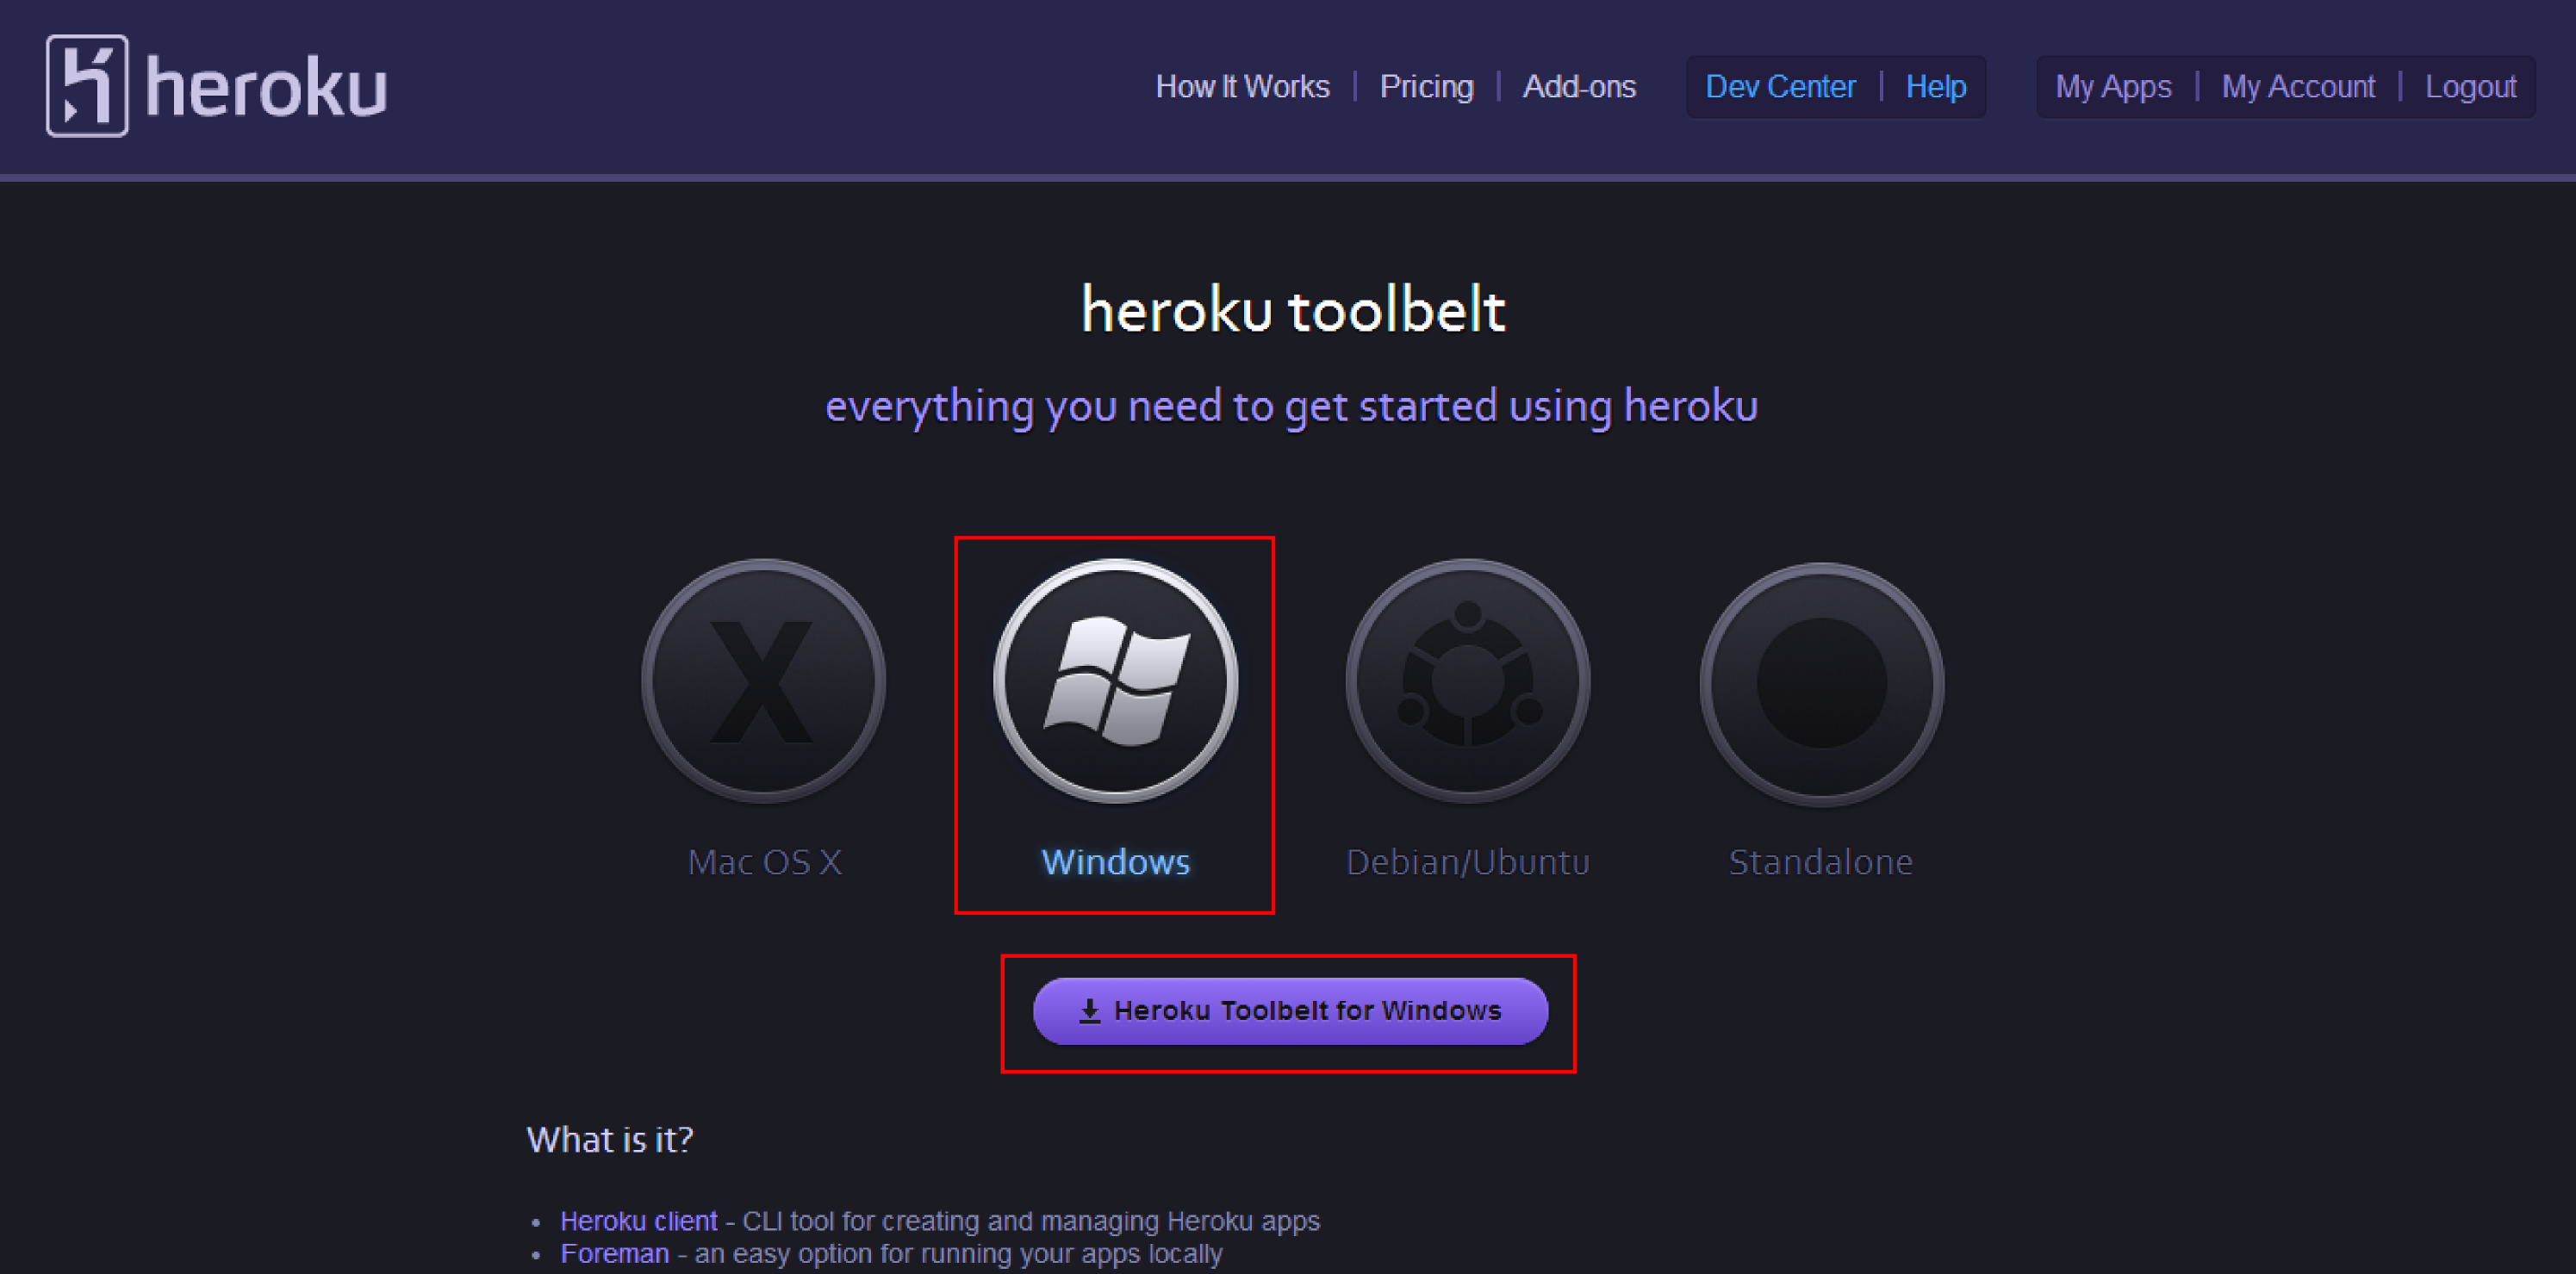 heroku
How It Works | Pricing | Add-ons Dev Center | Help My Apps | My Account | Logout
heroku toolbelt
everything you need to get started using heroku
X
Mac OS X Windows Debian/Ubuntu Standalone
Heroku Toolbelt for Windows
What is it?
• Heroku client - CLI tool for creating and managing Heroku apps
• Foreman - an easy option for running your apps locally